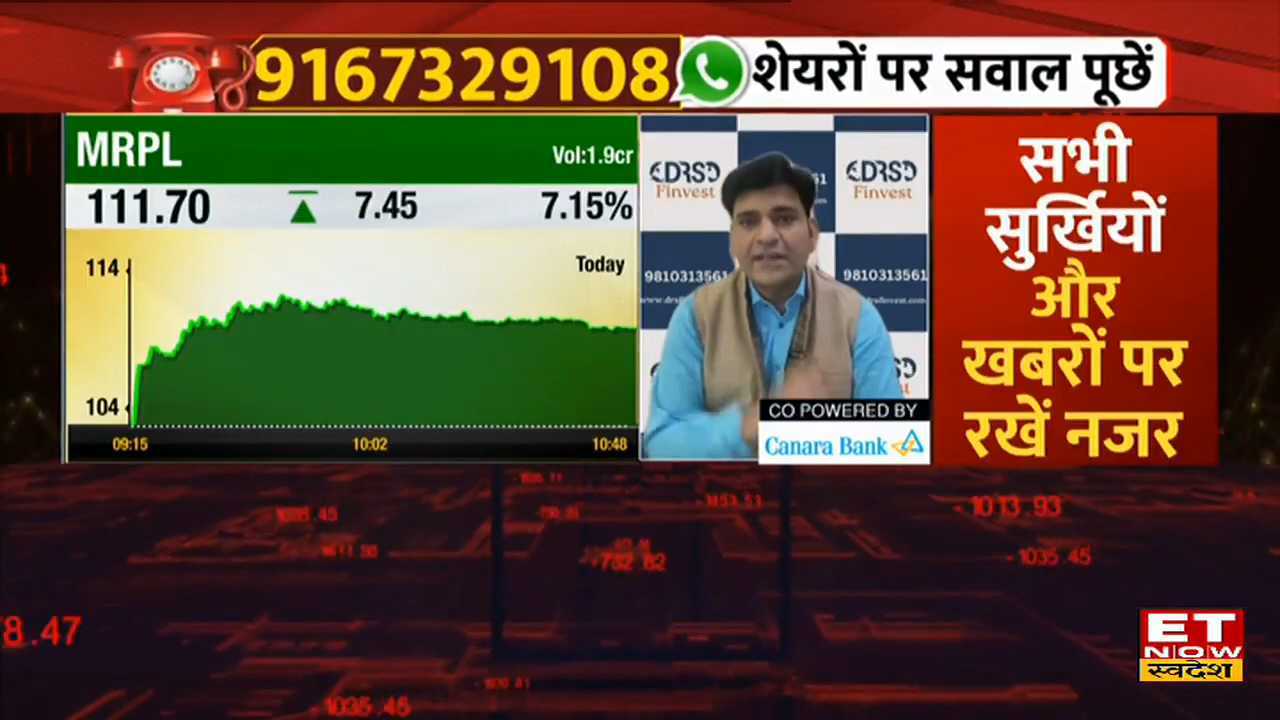 9167329108 शेयरों पर सवाल पूछें
MRPL
Vol:1.9cr
111.70 7.45 7.15%
Today
114
104
09:15 10:02 10:48
DRSD
Finvest
DRSD
Finvest
9810313561
9810313561
CO POWERED BY
Canara Bank
सभी
सुर्खियों
और
खबरों पर
रखें नजर
-1013.93
-1035.45
8.47
-1035.45
ET
NOW
स्वदेश